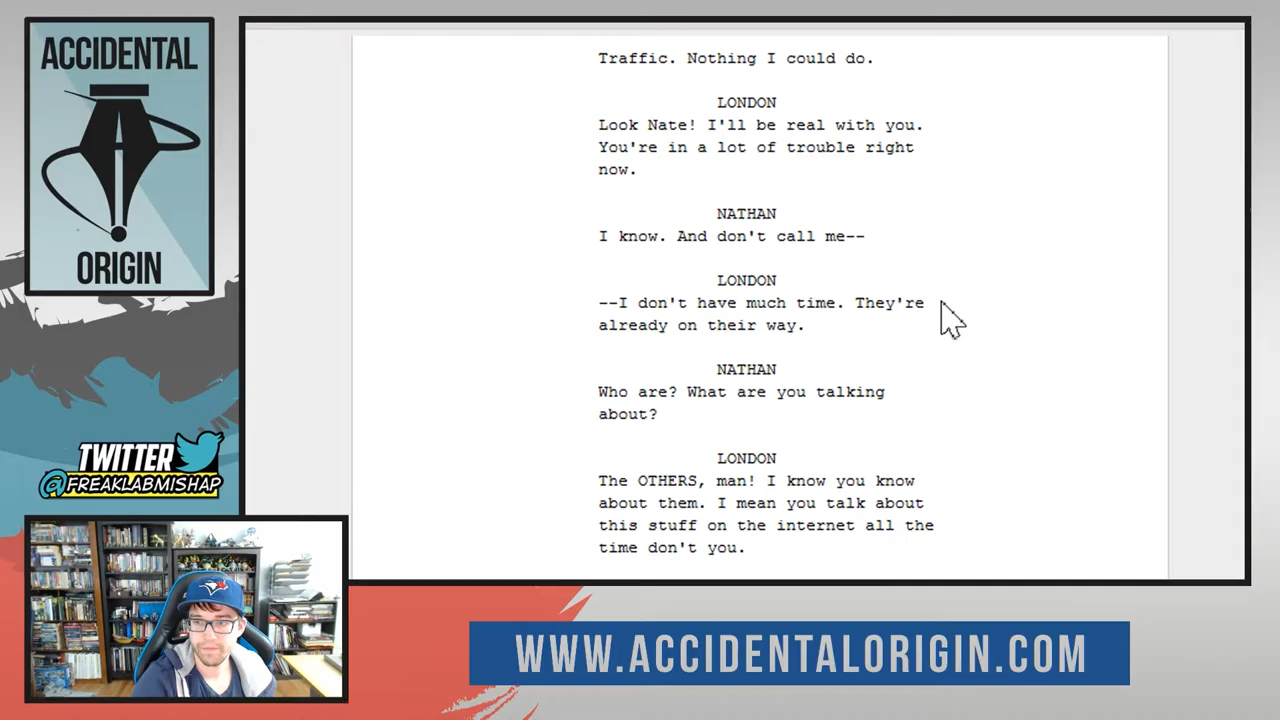 ACCIDENTAL
ORIGIN
Traffic. Nothing I could do.
LONDON
Look Nate! I'll be real with you.
You're in a lot of trouble right
now.
NATHAN
I know. And don't call me--
LONDON
--I don't have much time. They're
already on their way.
NATHAN
Who are? What are you talking
about?
LONDON
The OTHERS, man! I know you know
about them. I mean you talk about
this stuff on the internet all the
time don't you.
TWITTER
@FREAKLABMISHAP
WWW.ACCIDENTALORIGIN.COM